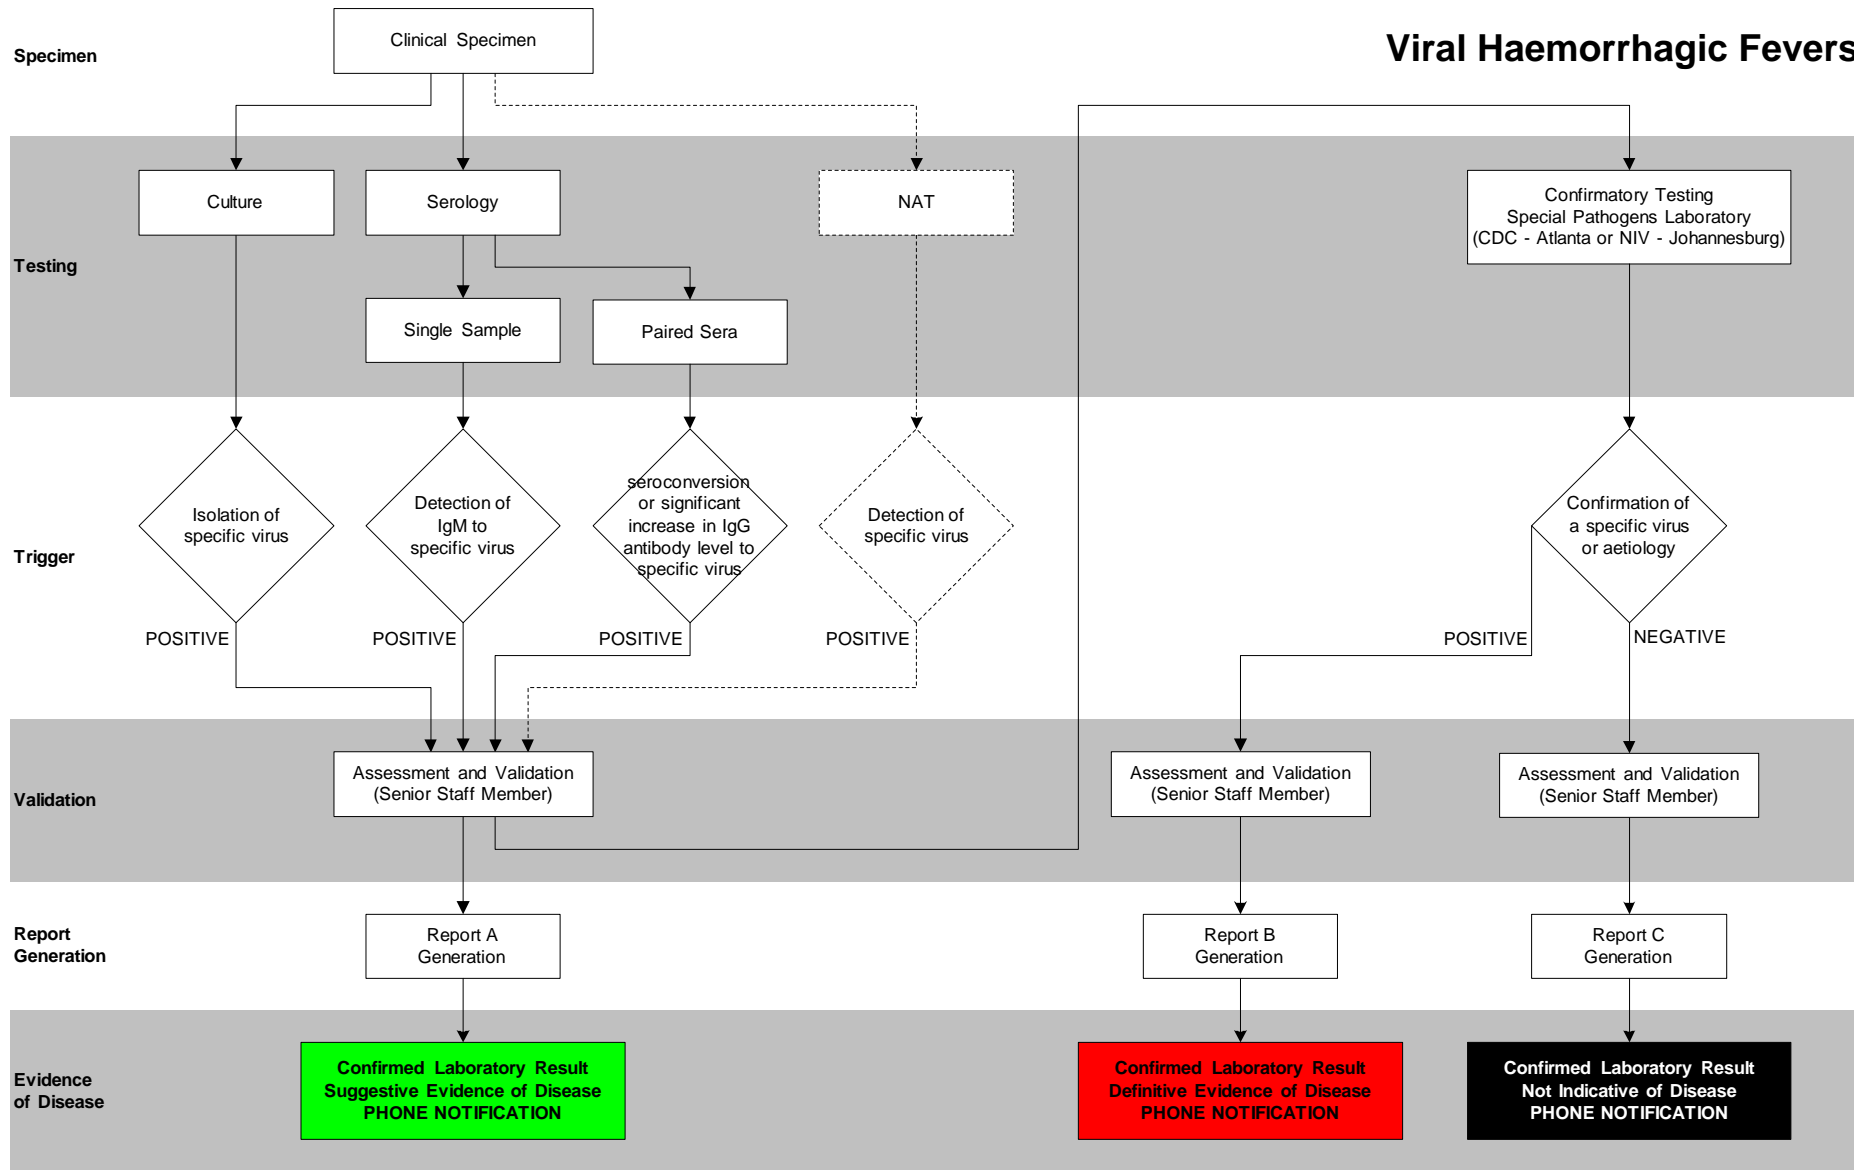 Viral Haemorrhagic Fevers
Specimen
Clinical Specimen
Testing
Culture
Serology
NAT
Confirmatory Testing
Special Pathogens Laboratory
(CDC - Atlanta or NIV - Johannesburg)
Single Sample
Paired Sera
Trigger
Isolation of
specific virus
Detection of
IgM to
specific virus
seroconversion
or significant
increase in IgG
antibody level to
specific virus
Detection of
specific virus
Confirmation of
a specific virus
or aetiology
POSITIVE
POSITIVE
POSITIVE
POSITIVE
POSITIVE
NEGATIVE
Validation
Assessment and Validation
(Senior Staff Member)
Assessment and Validation
(Senior Staff Member)
Assessment and Validation
(Senior Staff Member)
Report
Generation
Report A
Generation
Report B
Generation
Report C
Generation
Evidence
of Disease
Confirmed Laboratory Result
Suggestive Evidence of Disease
PHONE NOTIFICATION
Confirmed Laboratory Result
Definitive Evidence of Disease
PHONE NOTIFICATION
Confirmed Laboratory Result
Not Indicative of Disease
PHONE NOTIFICATION